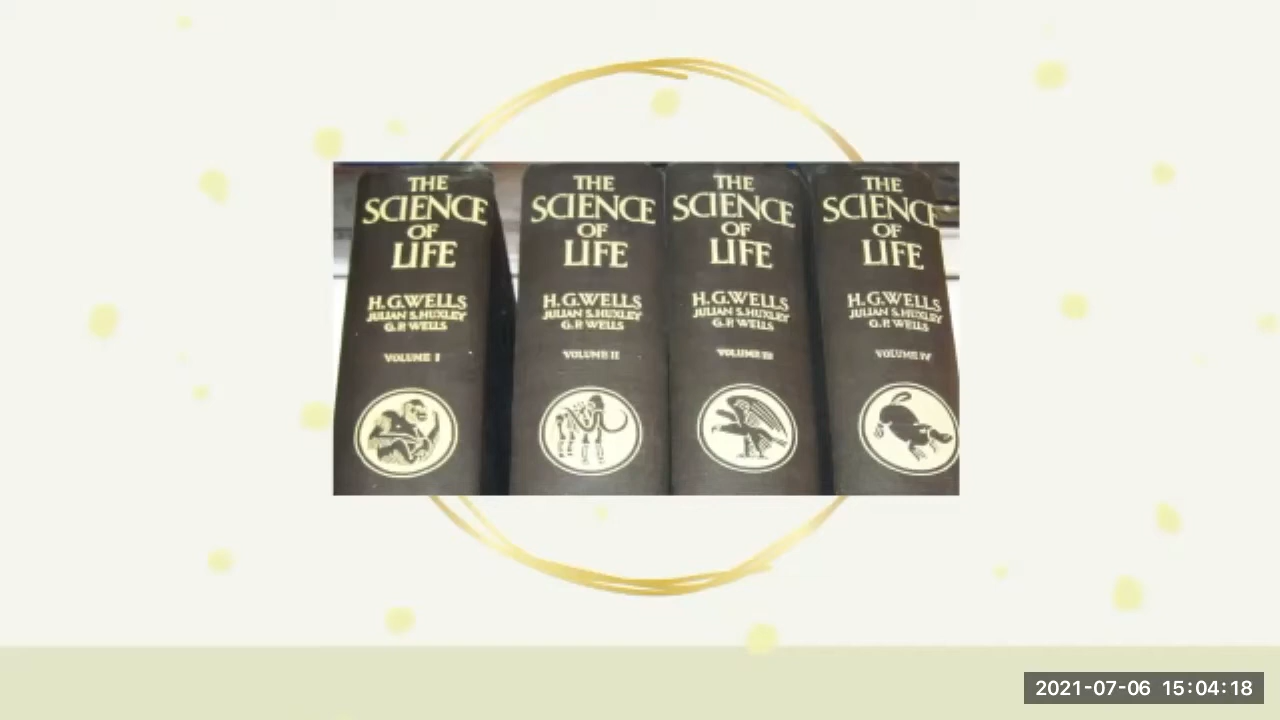 THE
SCIENCE
OF
LIFE
H. G. WELLS
JULIAN S. HUXLEY
G. P. WELLS
VOLUME I
THE
SCIENCE
OF
LIFE
H. G. WELLS
JULIAN S. HUXLEY
G. P. WELLS
VOLUME II
THE
SCIENCE
OF
LIFE
H. G. WELLS
JULIAN S. HUXLEY
G. P. WELLS
VOLUME III
THE
SCIENCE
OF
LIFE
H. G. WELLS
JULIAN S. HUXLEY
G. P. WELLS
VOLUME IV
2021-07-06 15:04:18